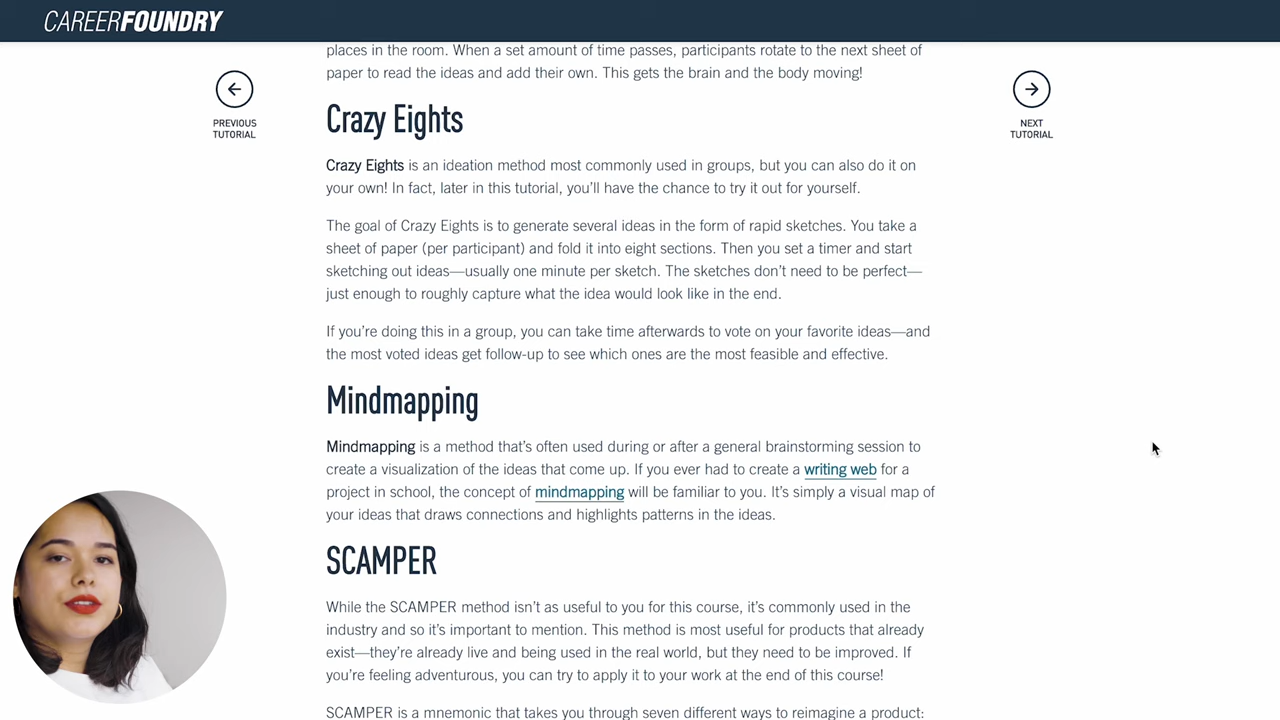 CAREERFOUNDRY
places in the room. When a set amount of time passes, participants rotate to the next sheet of
paper to read the ideas and add their own. This gets the brain and the body moving!
PREVIOUS
TUTORIAL
NEXT
TUTORIAL
Crazy Eights
Crazy Eights is an ideation method most commonly used in groups, but you can also do it on
your own! In fact, later in this tutorial, you’ll have the chance to try it out for yourself.
The goal of Crazy Eights is to generate several ideas in the form of rapid sketches. You take a
sheet of paper (per participant) and fold it into eight sections. Then you set a timer and start
sketching out ideas—usually one minute per sketch. The sketches don’t need to be perfect—
just enough to roughly capture what the idea would look like in the end.
If you’re doing this in a group, you can take time afterwards to vote on your favorite ideas—and
the most voted ideas get follow-up to see which ones are the most feasible and effective.
Mindmapping
Mindmapping is a method that’s often used during or after a general brainstorming session to
create a visualization of the ideas that come up. If you ever had to create a writing web for a
project in school, the concept of mindmapping will be familiar to you. It’s simply a visual map of
your ideas that draws connections and highlights patterns in the ideas.
SCAMPER
While the SCAMPER method isn’t as useful to you for this course, it’s commonly used in the
industry and so it’s important to mention. This method is most useful for products that already
exist—they’re already live and being used in the real world, but they need to be improved. If
you’re feeling adventurous, you can try to apply it to your work at the end of this course!
SCAMPER is a mnemonic that takes you through seven different ways to reimagine a product: